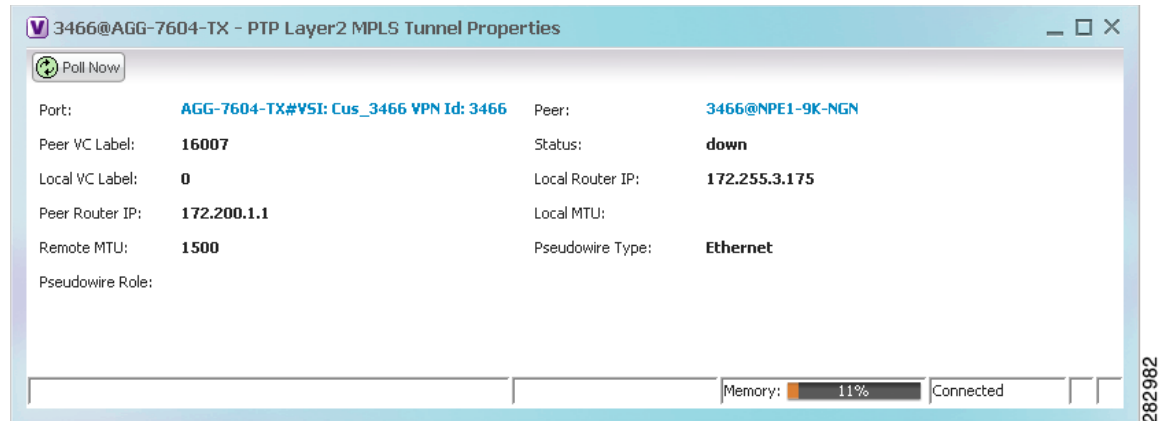 V 3466@AGG-7604-TX - PTP Layer2 MPLS Tunnel Properties
Poll Now
Port: AGG-7604-TX#VSI: Cus_3466 VPN Id: 3466 Peer: 3466@NPE1-9K-NGN
Peer VC Label: 16007 Status: down
Local VC Label: 0 Local Router IP: 172.255.3.175
Peer Router IP: 172.200.1.1 Local MTU:
Remote MTU: 1500 Pseudowire Type: Ethernet
Pseudowire Role:
Memory: 11% Connected
282982